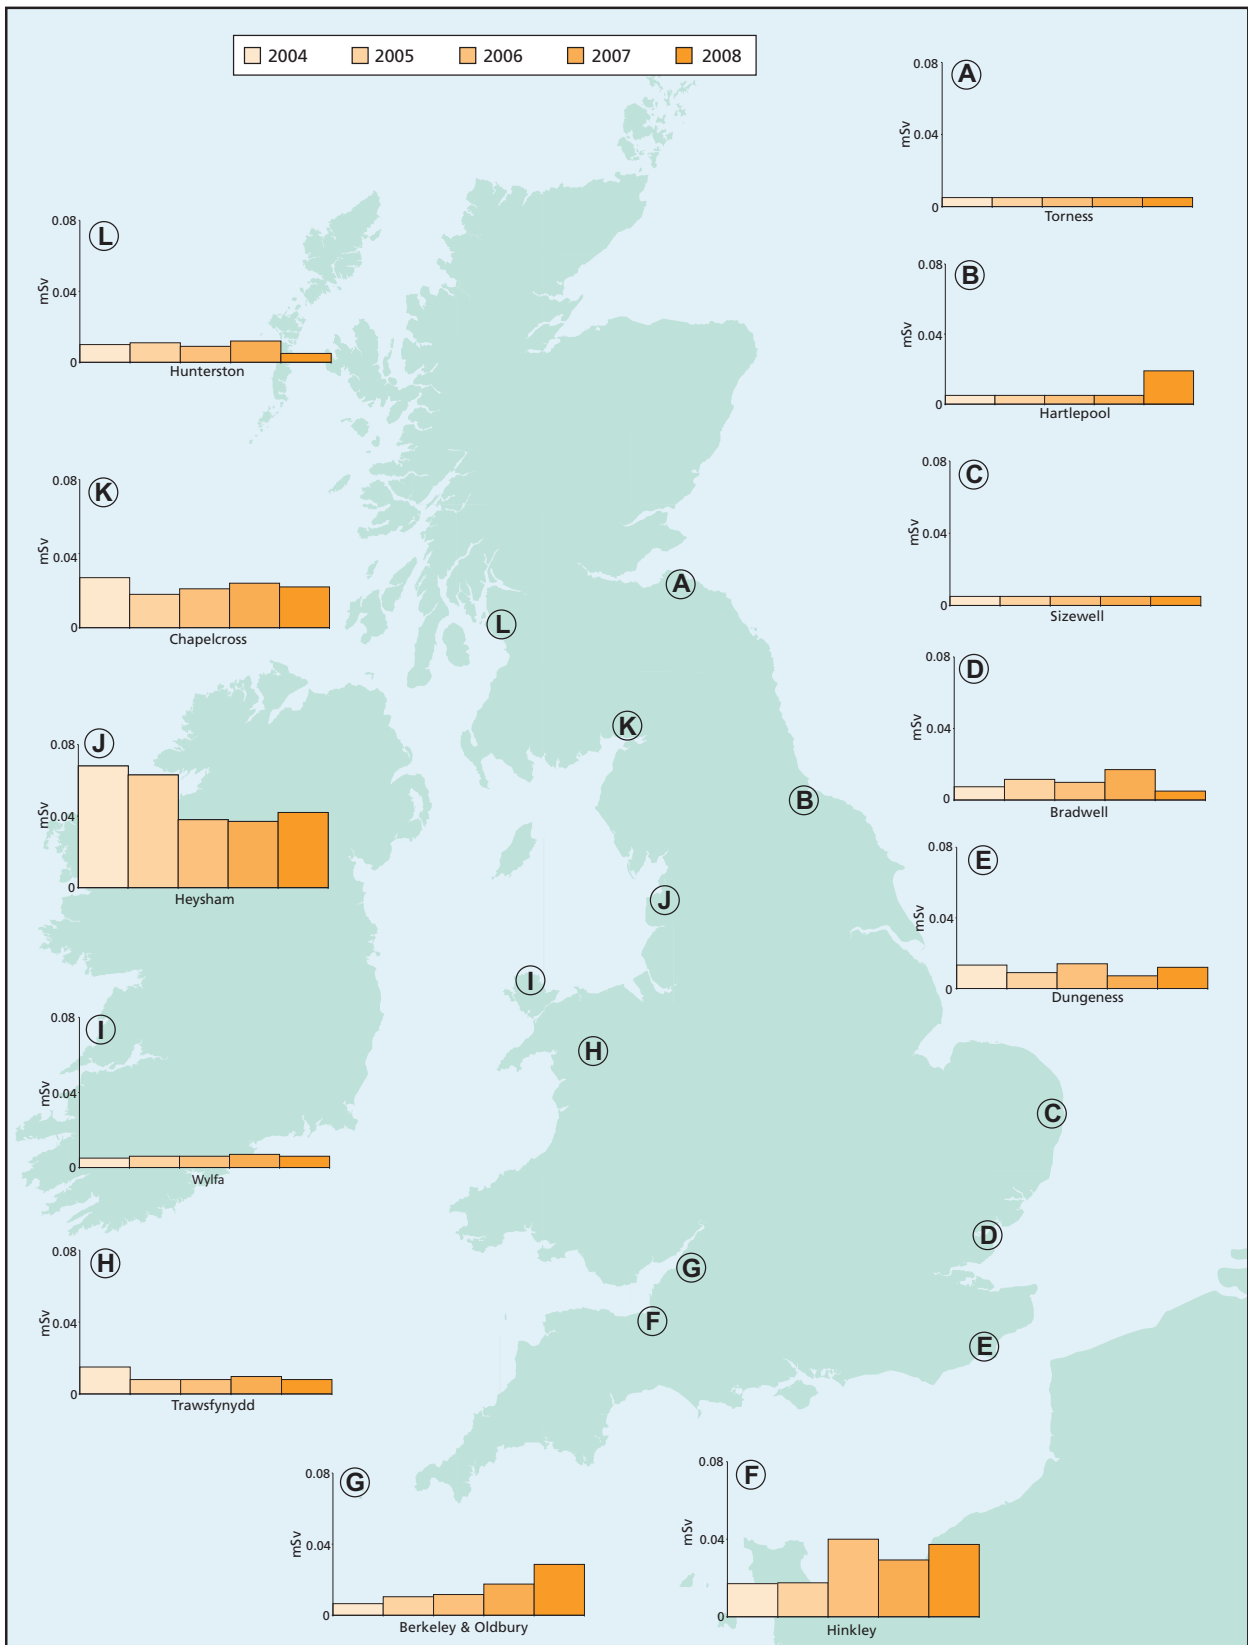 2004 2005 2006 2007 2008
A
0.08
0.04
0
mSv
Torness
B
0.08
0.04
0
mSv
Hartlepool
C
0.08
0.04
0
mSv
Sizewell
D
0.08
0.04
0
mSv
Bradwell
E
0.08
0.04
0
mSv
Dungeness
F
0.08
0.04
0
mSv
Hinkley
G
0.08
0.04
0
mSv
Berkeley & Oldbury
H
0.08
0.04
0
mSv
Trawsfynydd
I
0.08
0.04
0
mSv
Wylfa
J
0.08
0.04
0
mSv
Heysham
K
0.08
0.04
0
mSv
Chapelcross
L
0.08
0.04
0
mSv
Hunterston
A
L
K
B
J
I
H
C
D
G
F
E